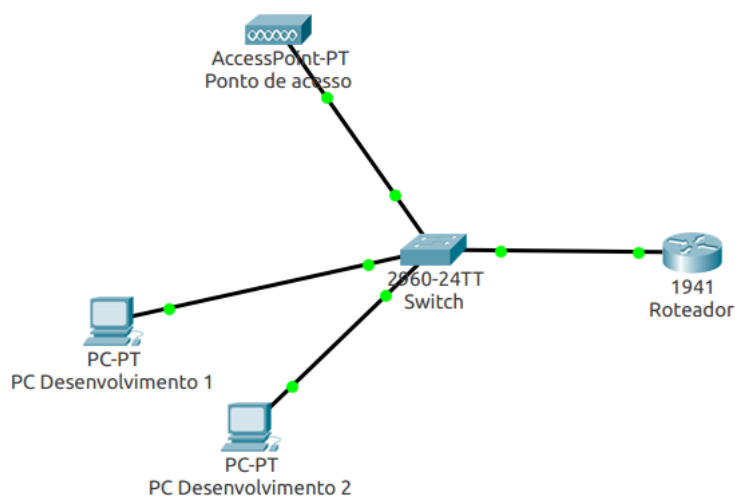 AccessPoint-PT
Ponto de acesso
2960-24TT
Switch
1941
Roteador
PC-PT
PC Desenvolvimento 1
PC-PT
PC Desenvolvimento 2